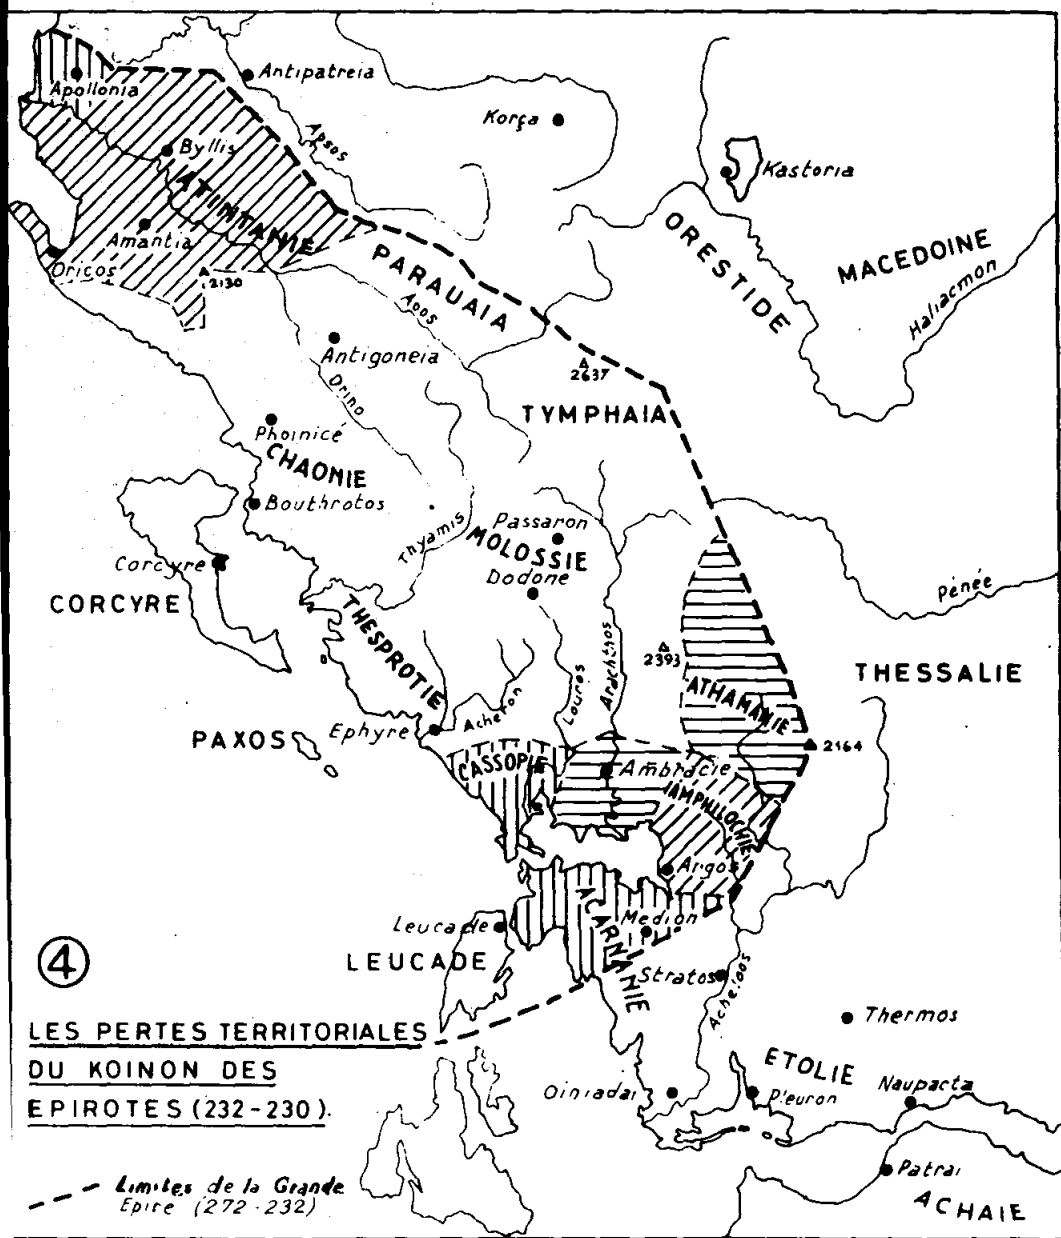 Apollonia
Antipatreia
Korça
Apsos
Byllis
Kastoria
ATINTANIE
Amantia
ORESTIDE
MACEDOINE
Oricos
2130
PARAUAIA
Haliacmon
Aoos
Antigoneia
2637
Drino
TYMPHAIA
Phoinicé
CHAONIE
Bouthrotos
Thyamis
Passaron
MOLOSSIE
Dodone
Corcyre
CORCYRE
Pénée
THESPROTIE
Arachthos
2393
THESSALIE
ATHAMANIE
Louros
Acheron
Ephyre
PAXOS
2164
CASSOPIE
Ambracie
AMPHILOCHIE
Argos
ACARNANIE
Medion
Leucade
LEUCADE
Stratos
Acheloos
④
Thermos
LES PERTES TERRITORIALES
DU KOINON DES
EPIROTES (232-230).
ETOLIE
Oiniadai
Pleuron
Naupacta
Patrai
ACHAIE
Limites de la Grande
Epire (272-232)